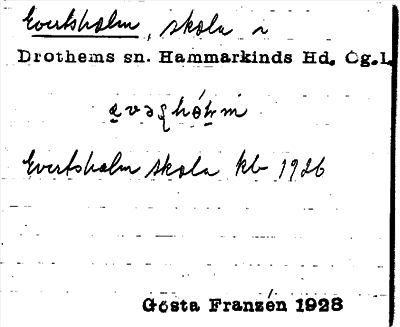 Evertsholm, skola
Drothems sn. Hammarkinds Hd. Ög.l.
Evertsholm skola kb 1926
Gösta Franzén 1928